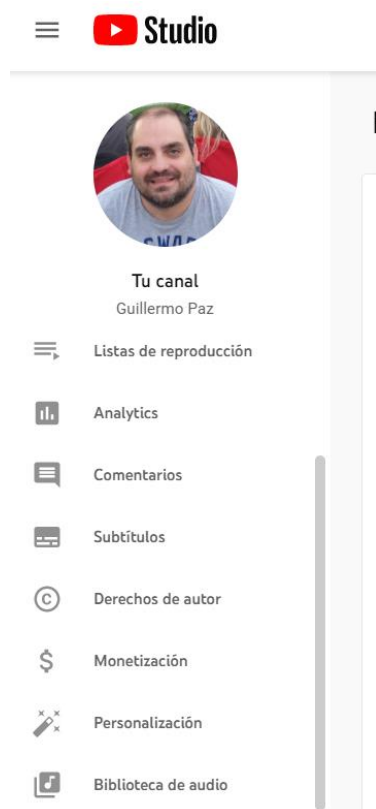 Studio
Tu canal
Guillermo Paz
Listas de reproducción
Analytics
Comentarios
Subtítulos
Derechos de autor
Monetización
Personalización
Biblioteca de audio